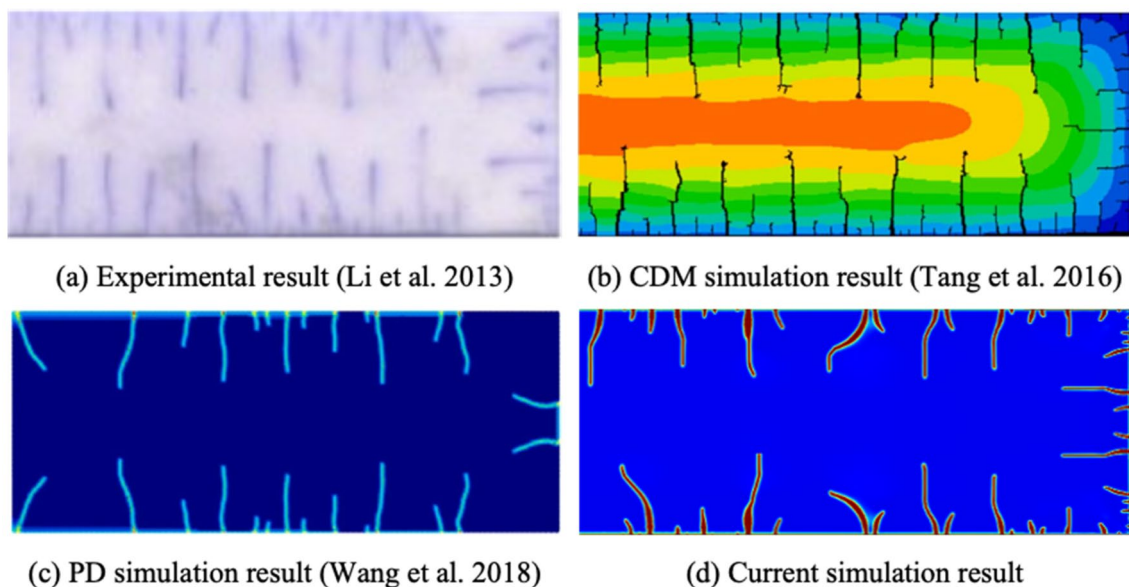 (a) Experimental result (Li et al. 2013)
(b) CDM simulation result (Tang et al. 2016)
(c) PD simulation result (Wang et al. 2018)
(d) Current simulation result